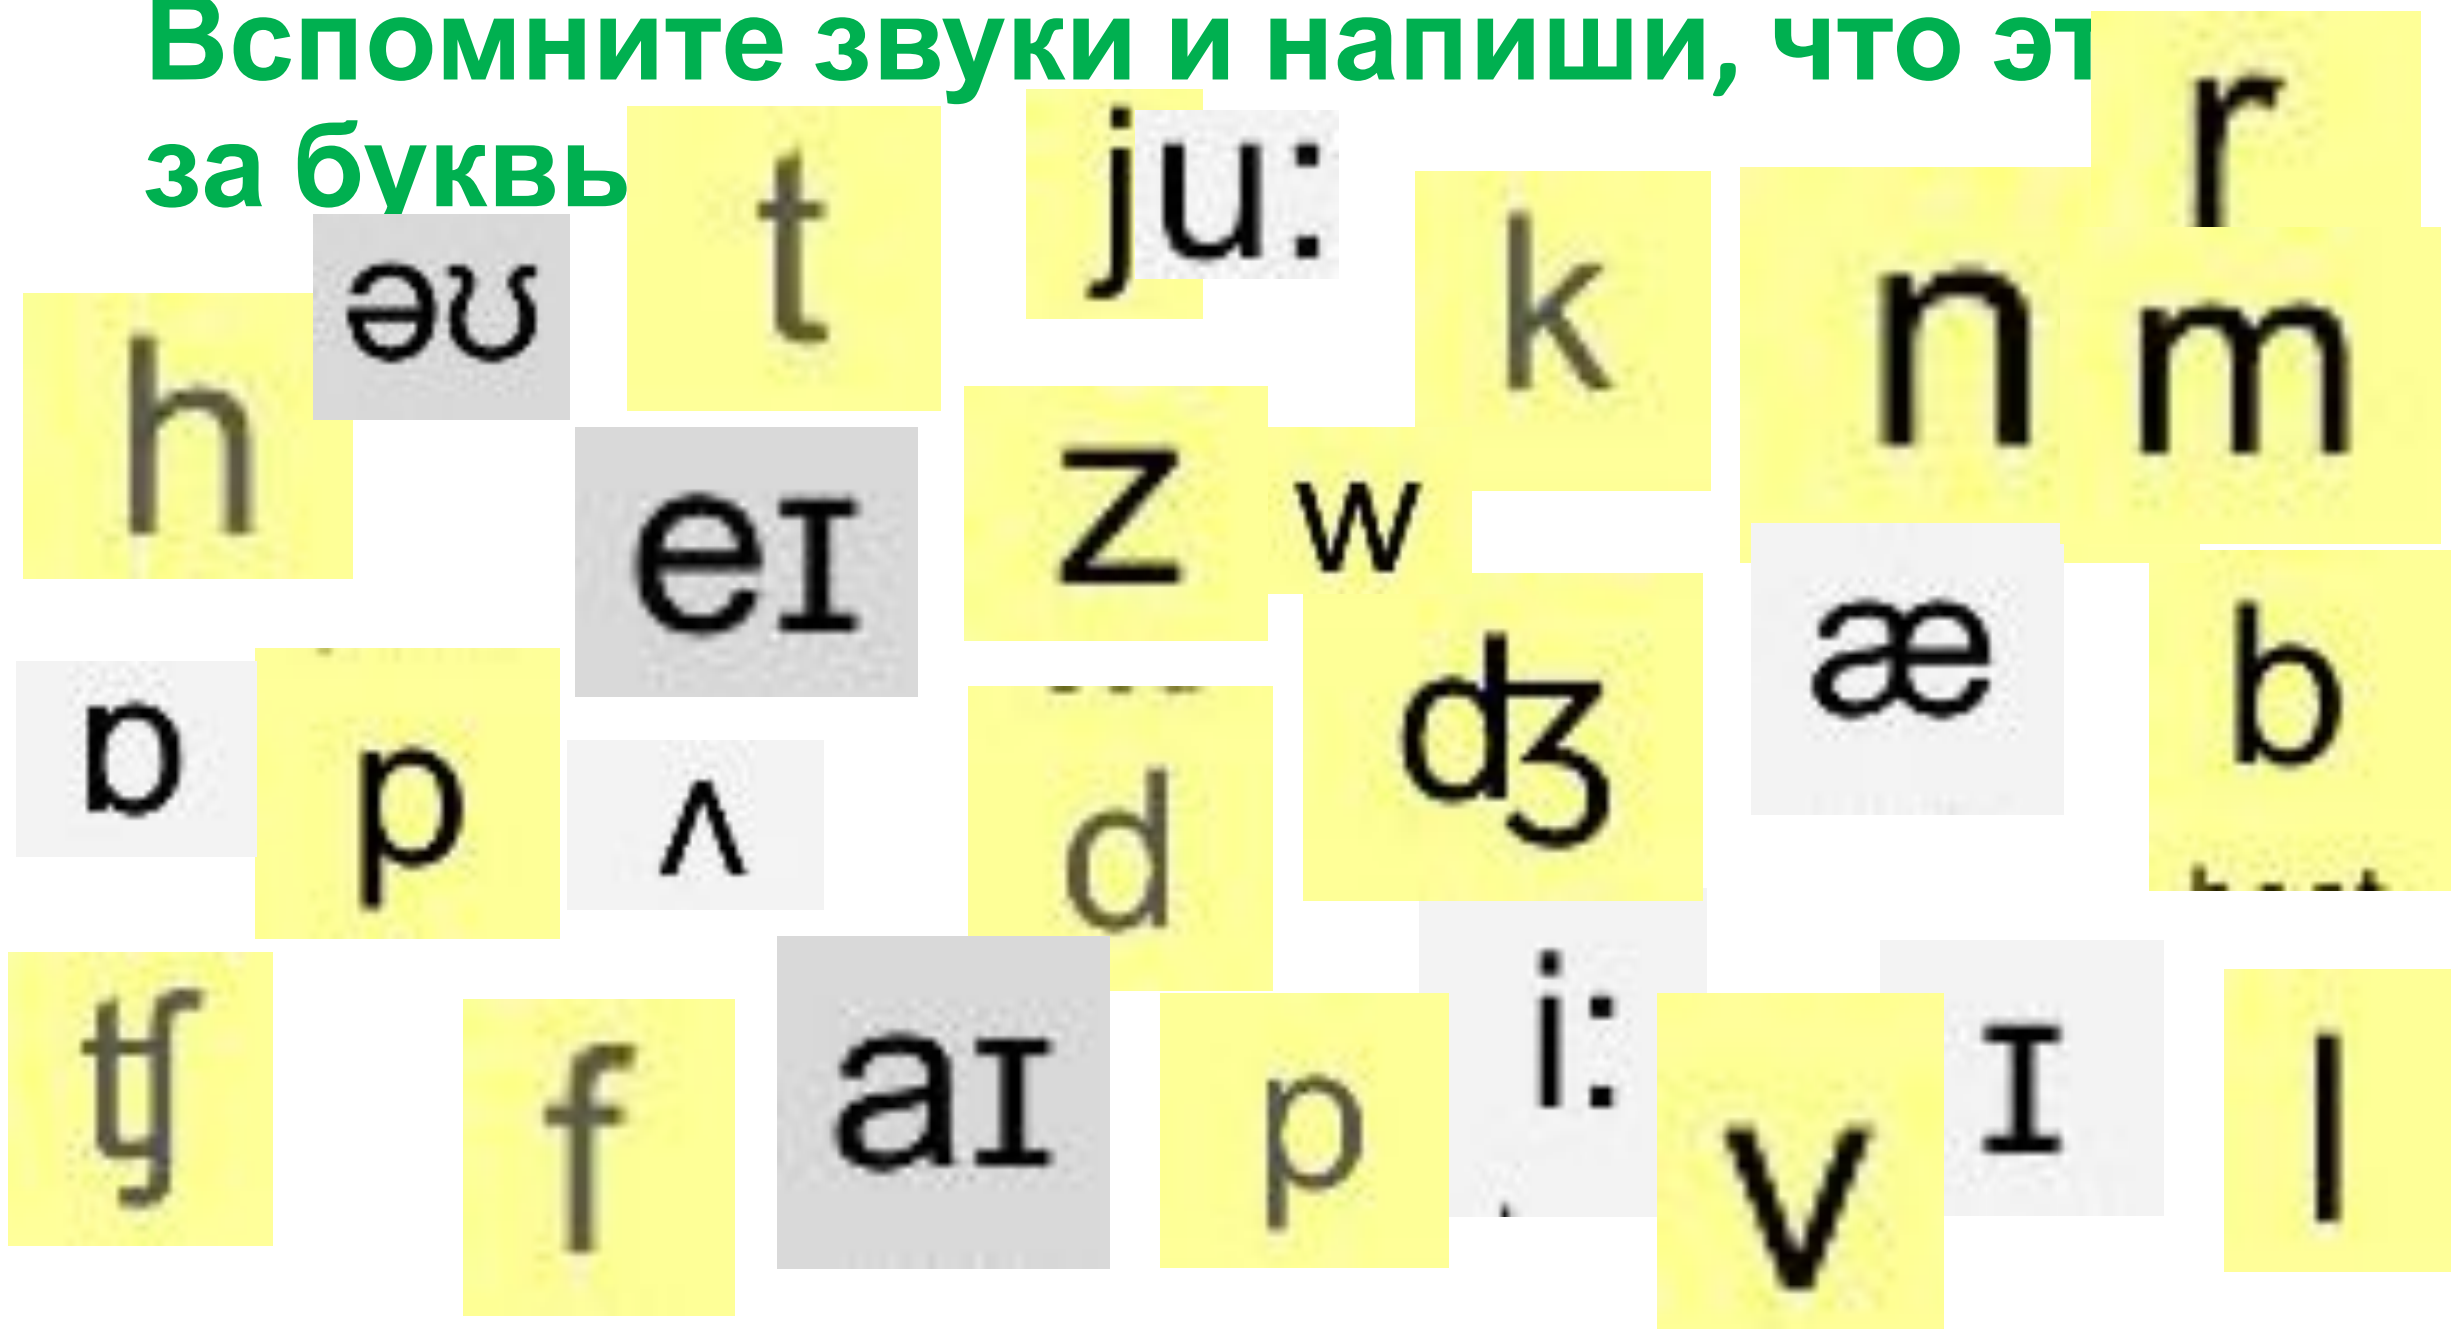 Вспомните звуки и напиши, что эт
за буквы
r
t
ju:
əʊ
k
n
m
h
z
w
eɪ
æ
b
ɒ
p
ʌ
d
ʤ
ʧ
f
aɪ
p
i:
v
ɪ
l